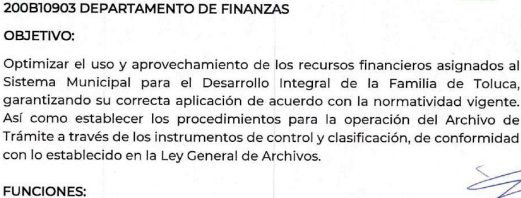 200B10903 DEPARTAMENTO DE FINANZAS
OBJETIVO:
Optimizar el uso y aprovechamiento de los recursos financieros asignados al
Sistema Municipal para el Desarrollo Integral de la Familia de Toluca,
garantizando su correcta aplicación de acuerdo con la normatividad vigente.
Así como establecer los procedimientos para la operación del Archivo de
Trámite a través de los instrumentos de control y clasificación, de conformidad
con lo establecido en la Ley General de Archivos.
FUNCIONES: